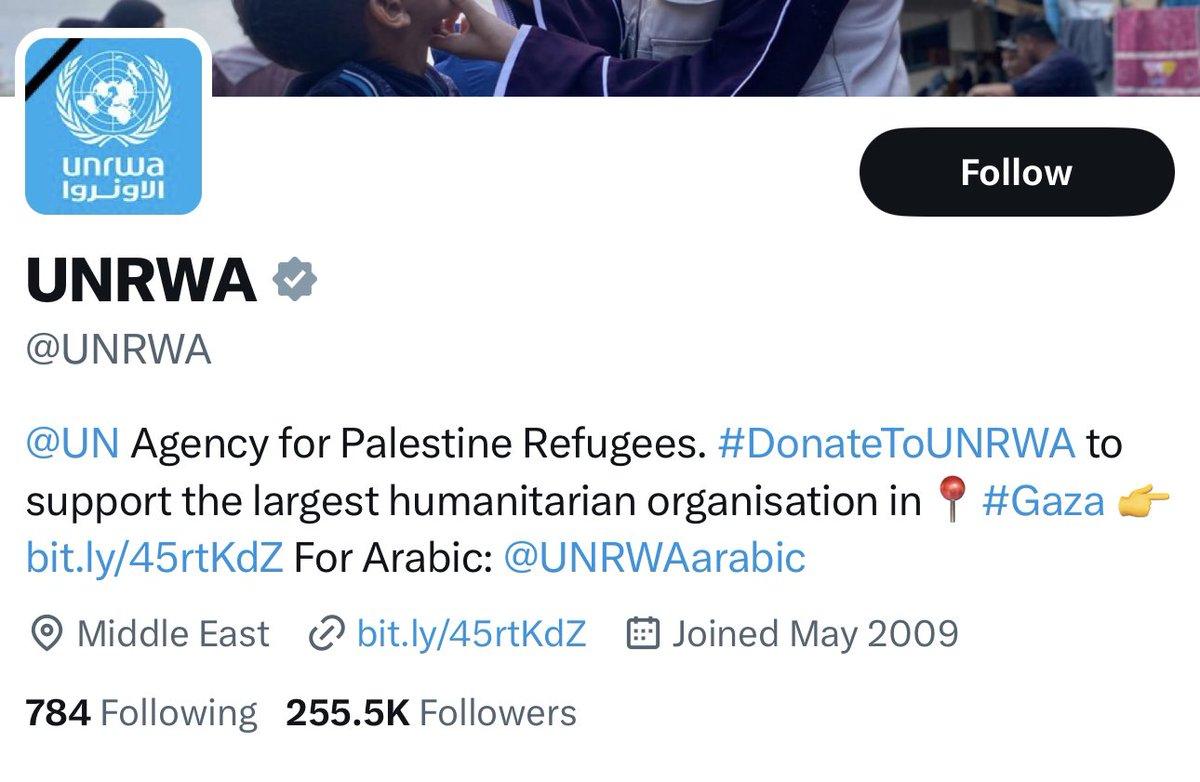 unrwa
الاونروا
Follow
UNRWA
@UNRWA
@UN Agency for Palestine Refugees. #DonateToUNRWA to
support the largest humanitarian organisation in 📍 #Gaza 👉
bit.ly/45rtKdZ For Arabic: @UNRWAarabic
Middle East bit.ly/45rtKdZ Joined May 2009
784 Following 255.5K Followers